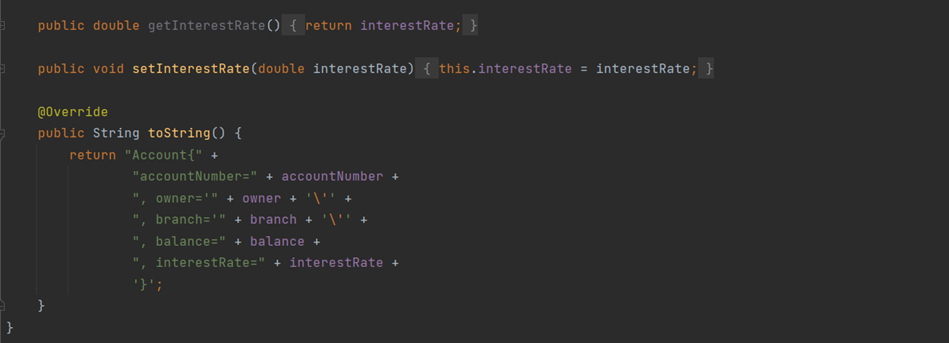 public double getInterestRate() { return interestRate; }
public void setInterestRate(double interestRate) { this.interestRate = interestRate; }
@Override
public String toString() {
return "Account{" +
"accountNumber=" + accountNumber +
", owner='" + owner + '\'' +
", branch='" + branch + '\'' +
", balance=" + balance +
", interestRate=" + interestRate +
'}';
}
}